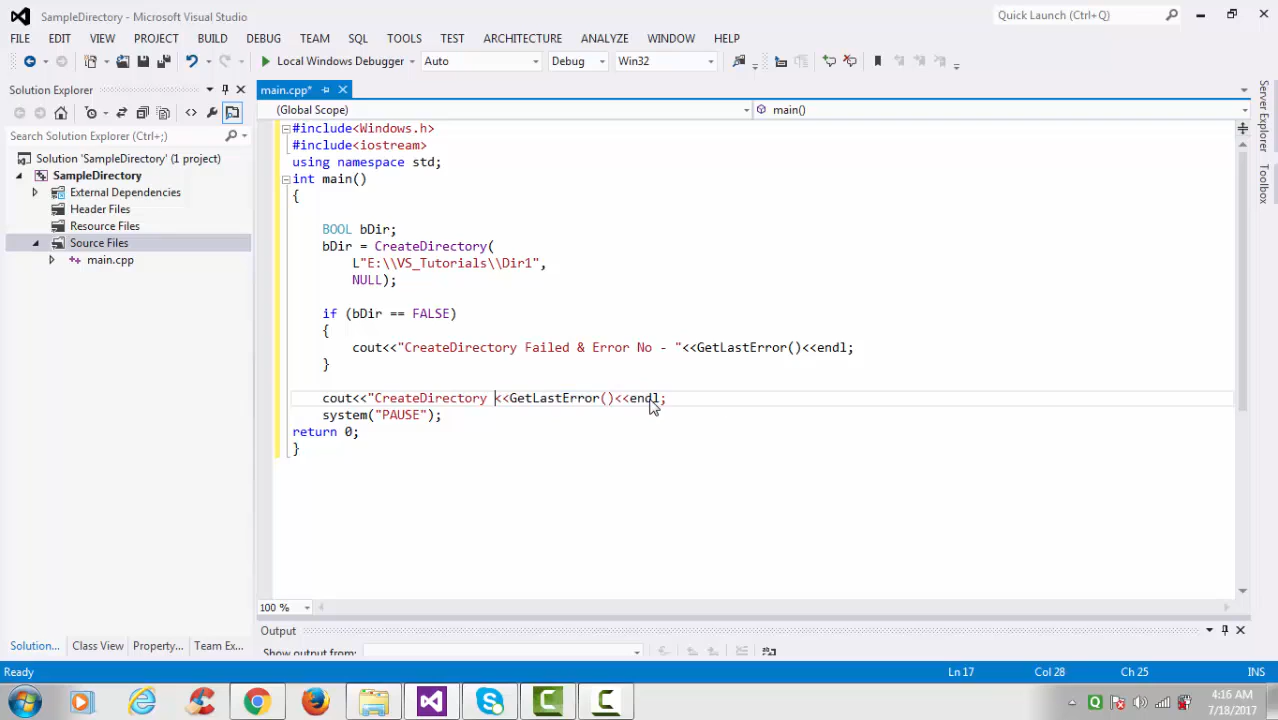 SampleDirectory - Microsoft Visual Studio
Quick Launch (Ctrl+Q)
FILE EDIT VIEW PROJECT BUILD DEBUG TEAM SQL TOOLS TEST ARCHITECTURE ANALYZE WINDOW HELP
Local Windows Debugger Auto Debug Win32
Solution Explorer
main.cpp*
(Global Scope)
main()
Search Solution Explorer (Ctrl+;)
Solution 'SampleDirectory' (1 project)
SampleDirectory
External Dependencies
Header Files
Resource Files
Source Files
main.cpp
#include<Windows.h>
#include<iostream>
using namespace std;
int main()
{
BOOL bDir;
bDir = CreateDirectory(
L"E:\\VS_Tutorials\\Dir1",
NULL);
if (bDir == FALSE)
{
cout<<"CreateDirectory Failed & Error No - "<<GetLastError()<<endl;
}
cout<<"CreateDirectory <<GetLastError()<<endl;
system("PAUSE");
return 0;
}
Server Explorer
Toolbox
100 %
Solution... Class View Property... Team Ex...
Output
Show output from:
Ready
Ln 17 Col 28 Ch 25 INS
4:16 AM
7/18/2017